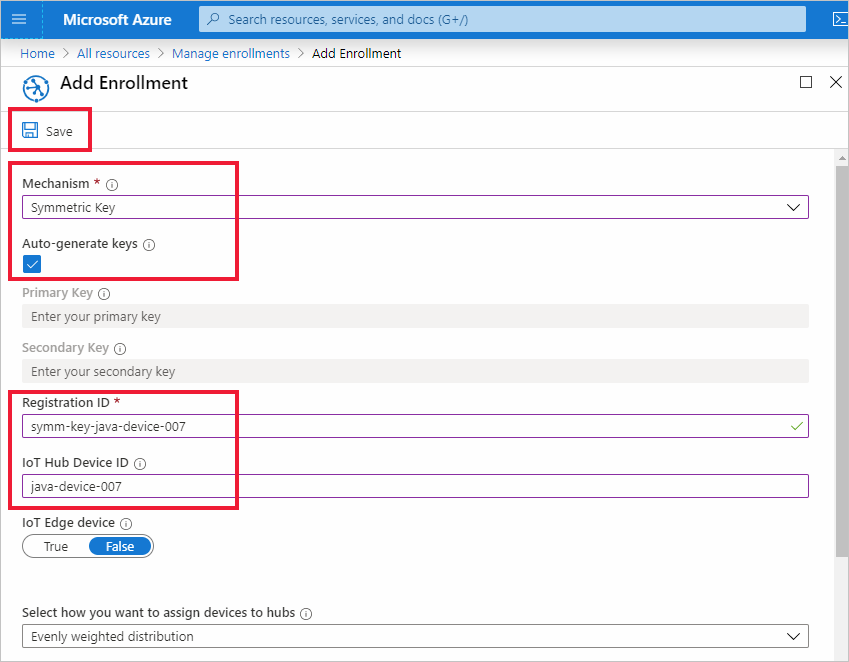 Microsoft Azure
Search resources, services, and docs (G+/)
Home > All resources > Manage enrollments > Add Enrollment
Add Enrollment
Save
Mechanism *
Symmetric Key
Auto-generate keys
Primary Key
Enter your primary key
Secondary Key
Enter your secondary key
Registration ID *
symm-key-java-device-007
IoT Hub Device ID
java-device-007
IoT Edge device
True False
Select how you want to assign devices to hubs
Evenly weighted distribution